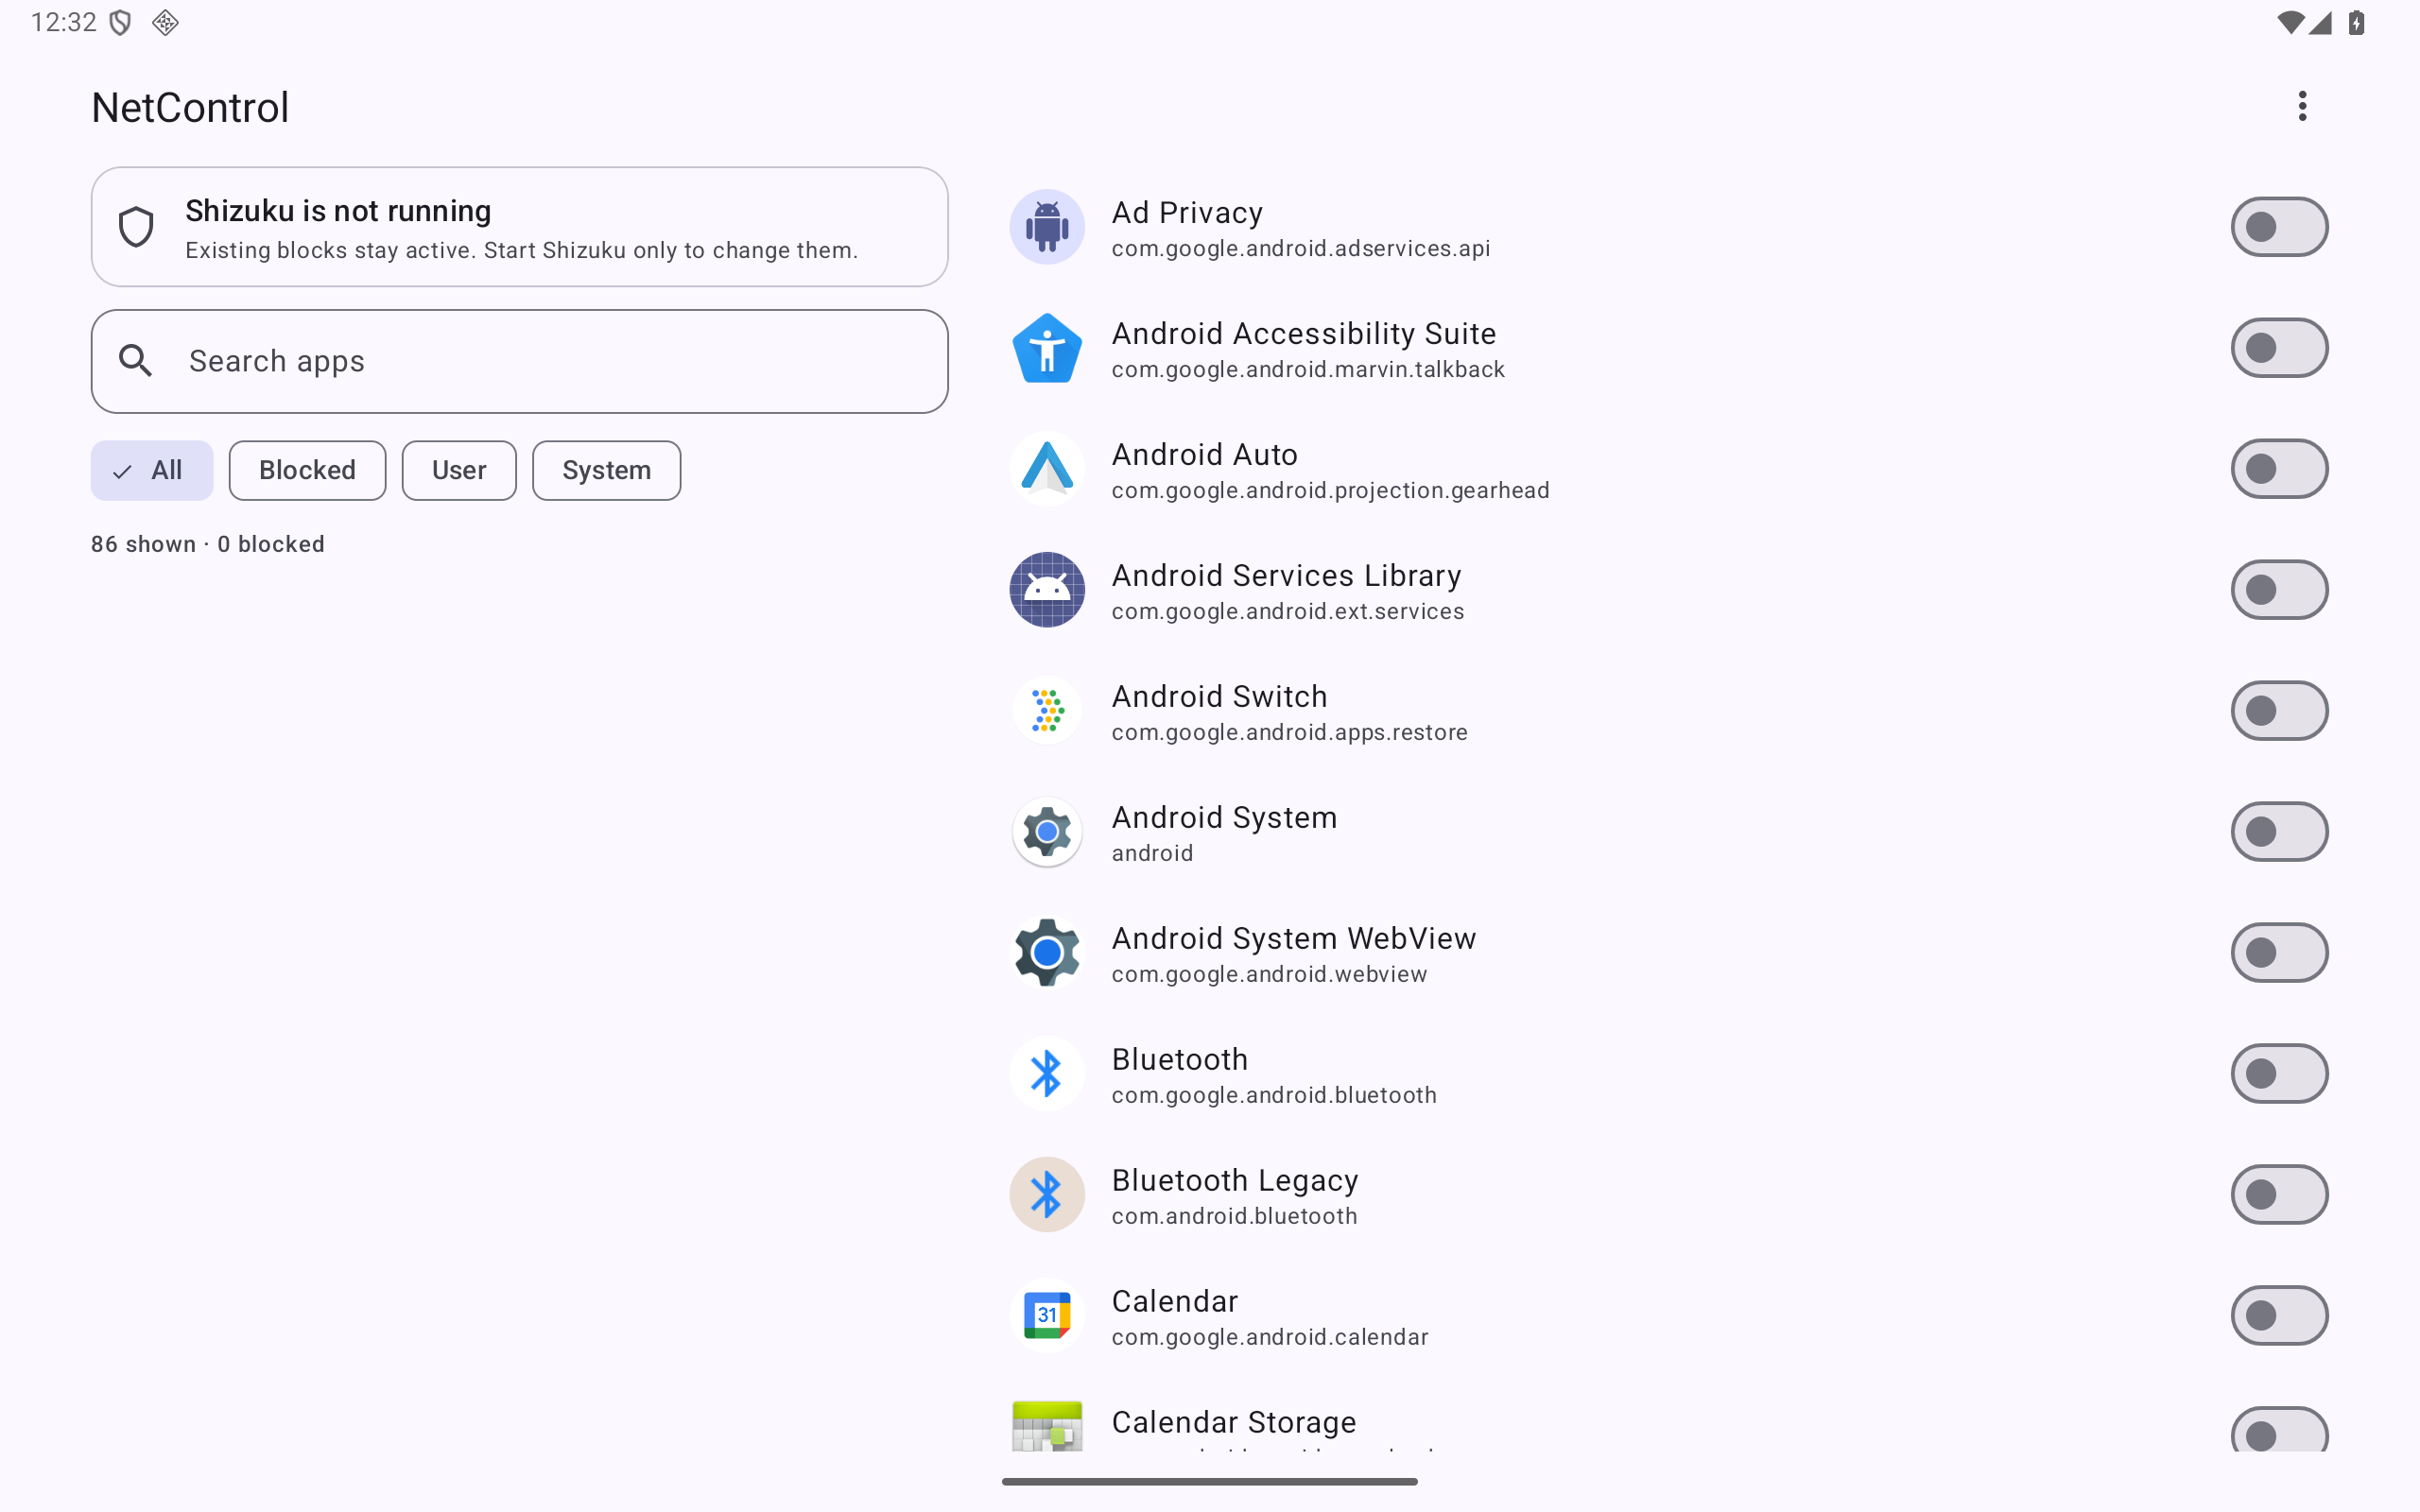 12:32
NetControl
Shizuku is not running
Existing blocks stay active. Start Shizuku only to change them.
Search apps
All
Blocked
User
System
86 shown · 0 blocked
Ad Privacy
com.google.android.adservices.api
Android Accessibility Suite
com.google.android.marvin.talkback
Android Auto
com.google.android.projection.gearhead
Android Services Library
com.google.android.ext.services
Android Switch
com.google.android.apps.restore
Android System
android
Android System WebView
com.google.android.webview
Bluetooth
com.google.android.bluetooth
Bluetooth Legacy
com.android.bluetooth
31
Calendar
com.google.android.calendar
Calendar Storage